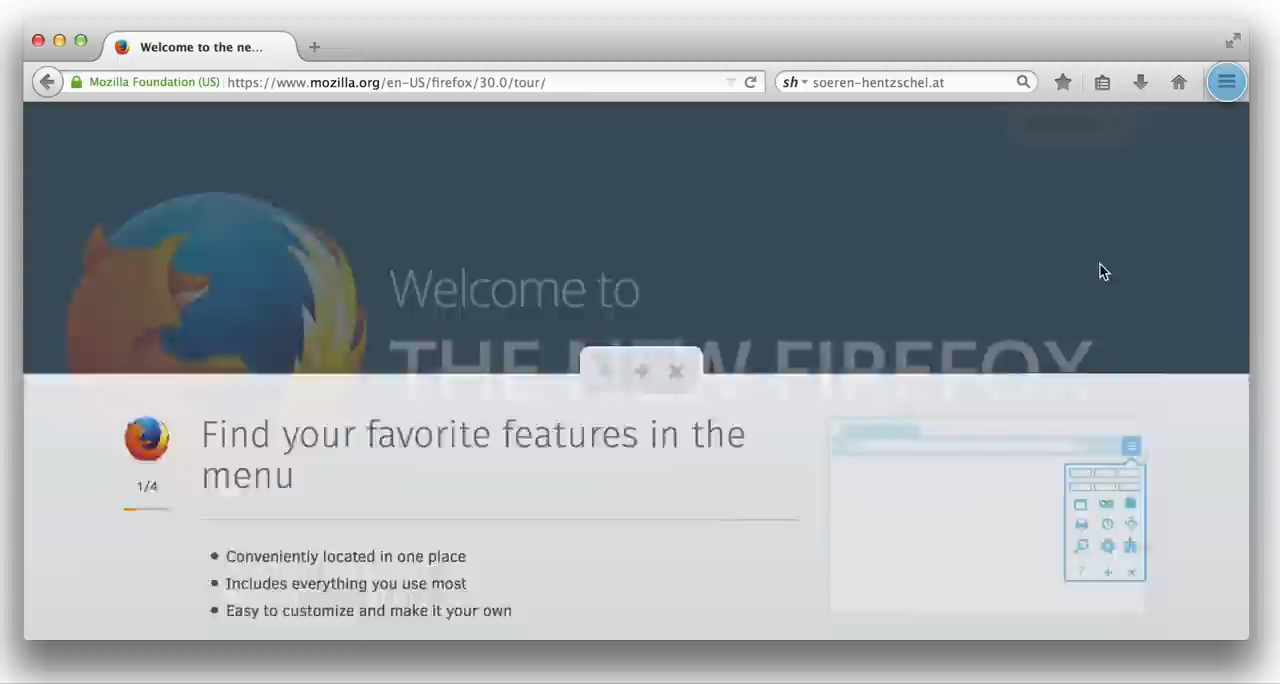 Welcome to the ne...
Mozilla Foundation (US) https://www.mozilla.org/en-US/firefox/30.0/tour/
sh soeren-hentzschel.at
Welcome to
THE NEW FIREFOX
Find your favorite features in the
menu
1/4
Conveniently located in one place
Includes everything you use most
Easy to customize and make it your own